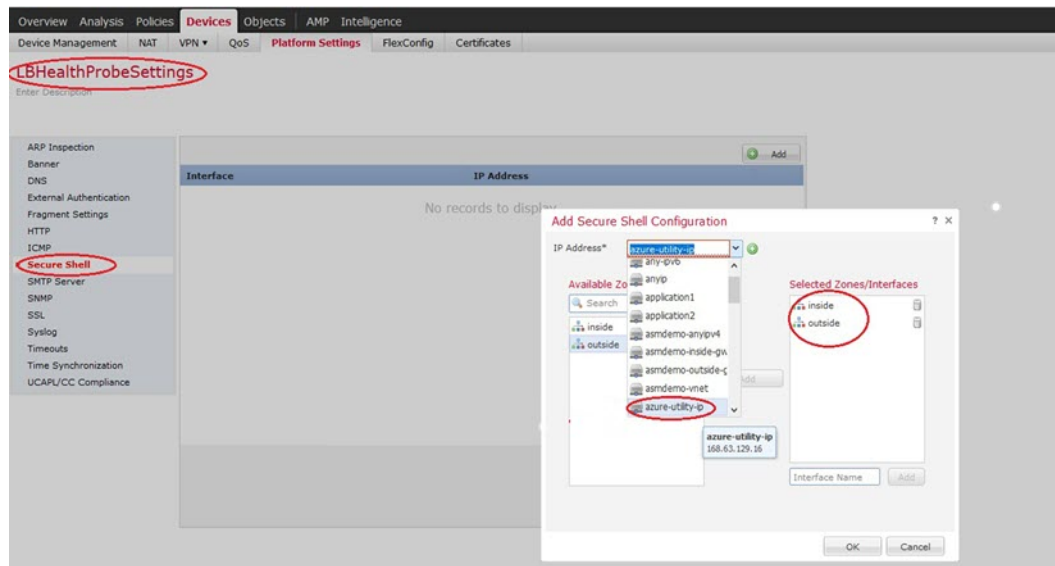 Overview Analysis Policies Devices Objects AMP Intelligence
Device Management NAT VPN ▾ QoS Platform Settings FlexConfig Certificates
LBHealthProbeSettings
Enter Description
ARP Inspection
Banner
DNS
External Authentication
Fragment Settings
HTTP
ICMP
Secure Shell
SMTP Server
SNMP
SSL
Syslog
Timeouts
Time Synchronization
UCAPL/CC Compliance
Add
Interface IP Address
No records to display
Add Secure Shell Configuration ? ×
IP Address* azure-utility-ip
Available Zo
Search
inside
outside
any-ipv6
anyip
application1
application2
asmdemo-anyipv4
asmdemo-inside-gw
asmdemo-outside-g
asmdemo-vnet
azure-utility-ip
azure-utility-ip
168.63.129.16
Add
Selected Zones/Interfaces
inside
outside
Interface Name Add
OK Cancel